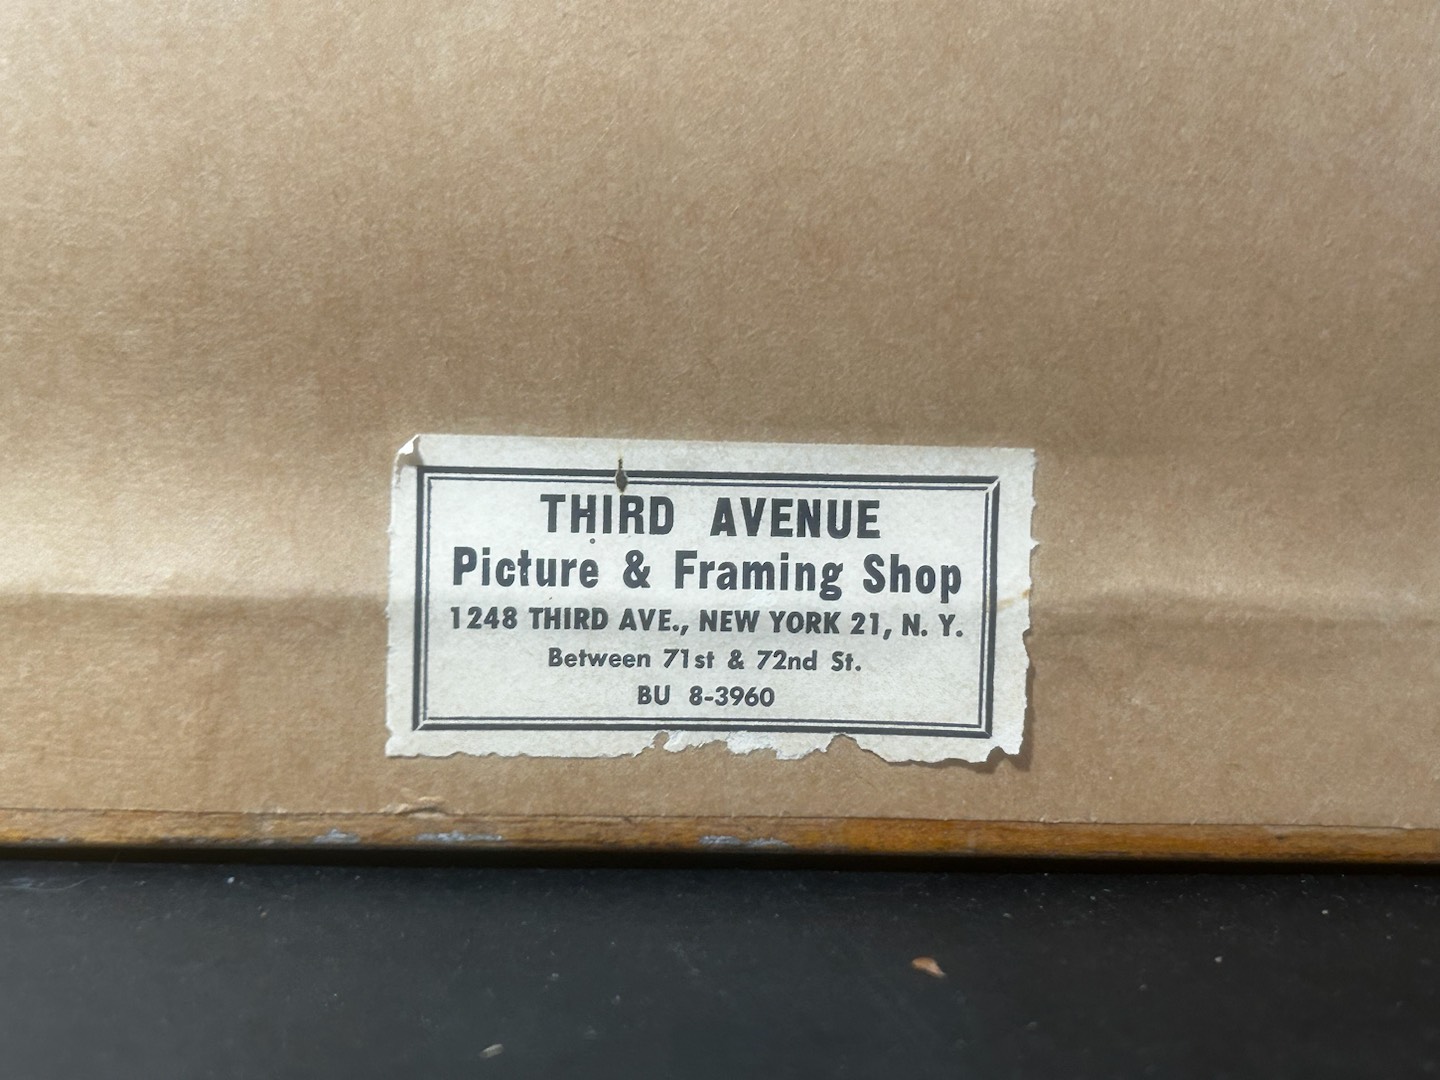 THIRD AVENUE
Picture & Framing Shop
1248 THIRD AVE., NEW YORK 21, N. Y.
Between 71st & 72nd St.
BU 8-3960